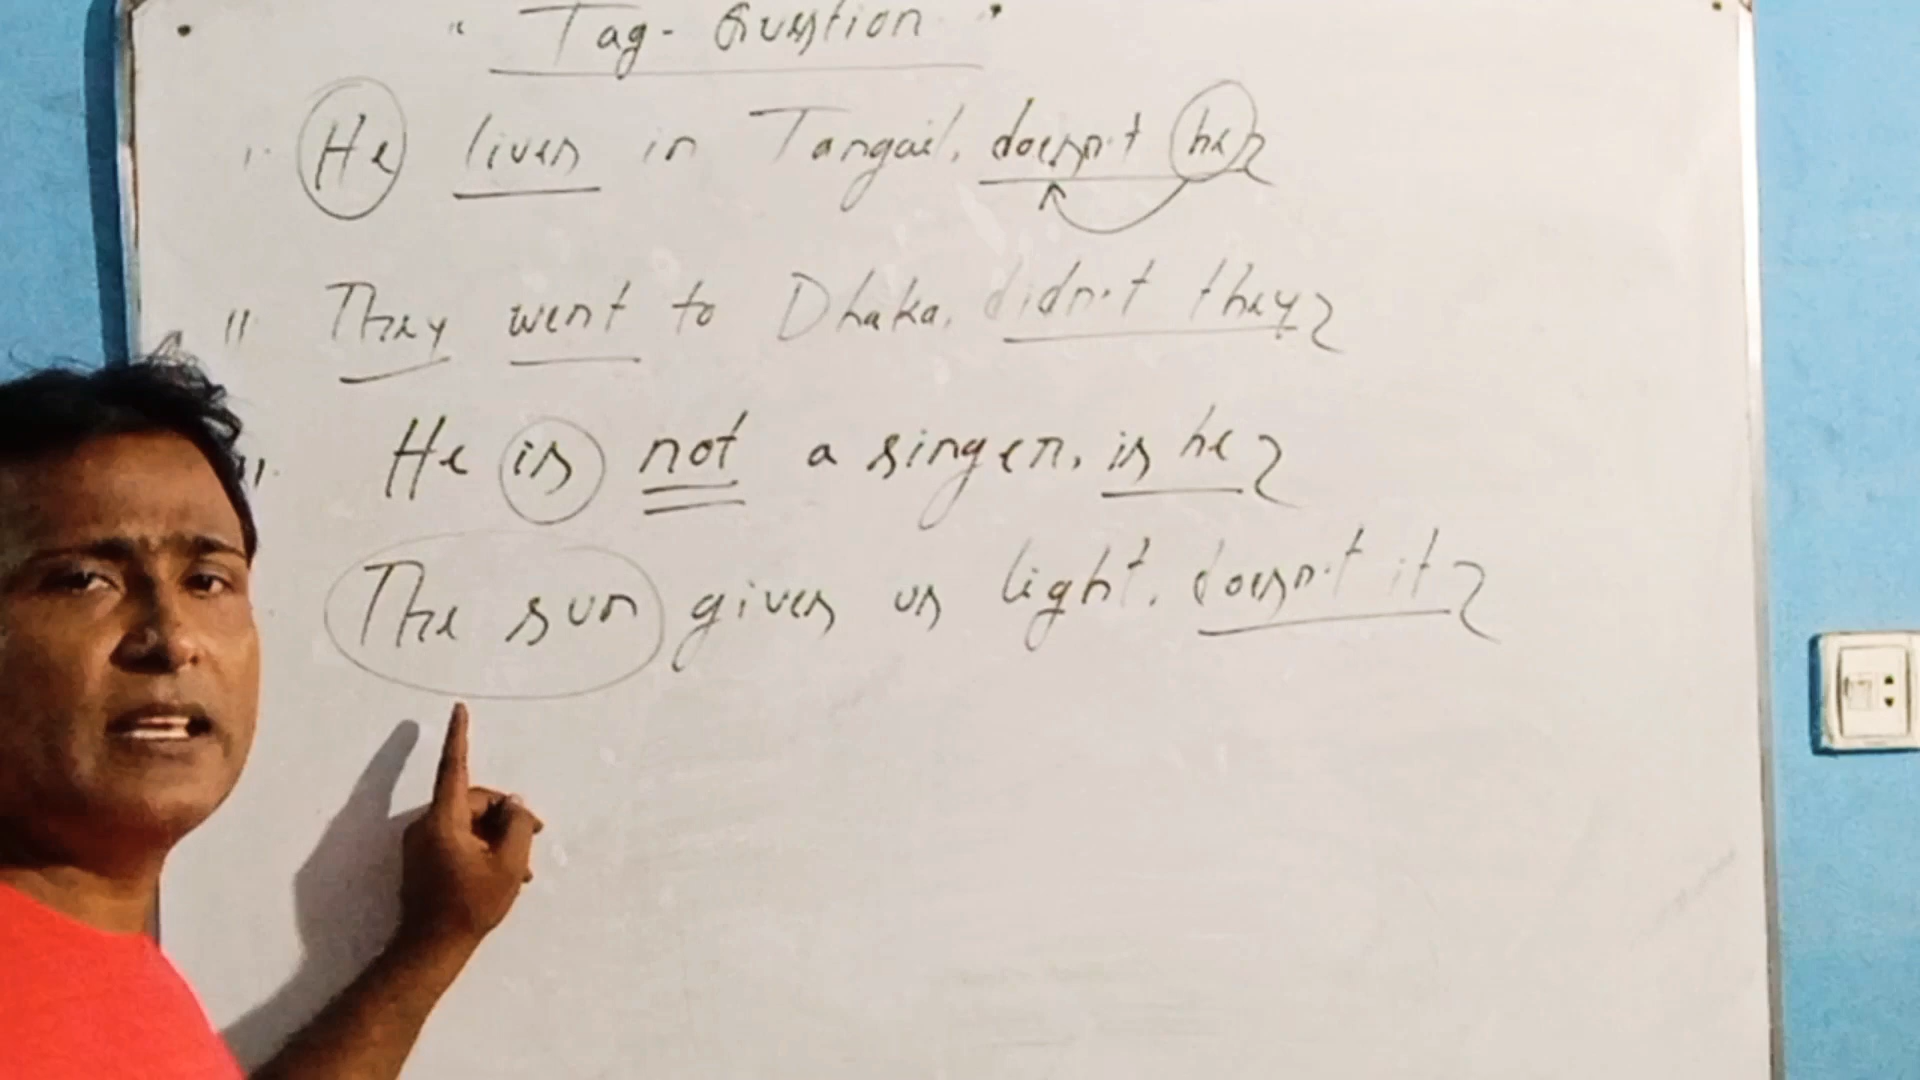 " Tag-Question "
i. He lives in Tangail, doesn't he?
ii. They went to Dhaka, didn't they?
He is not a singer, is he?
The sun gives us light, doesn't it?